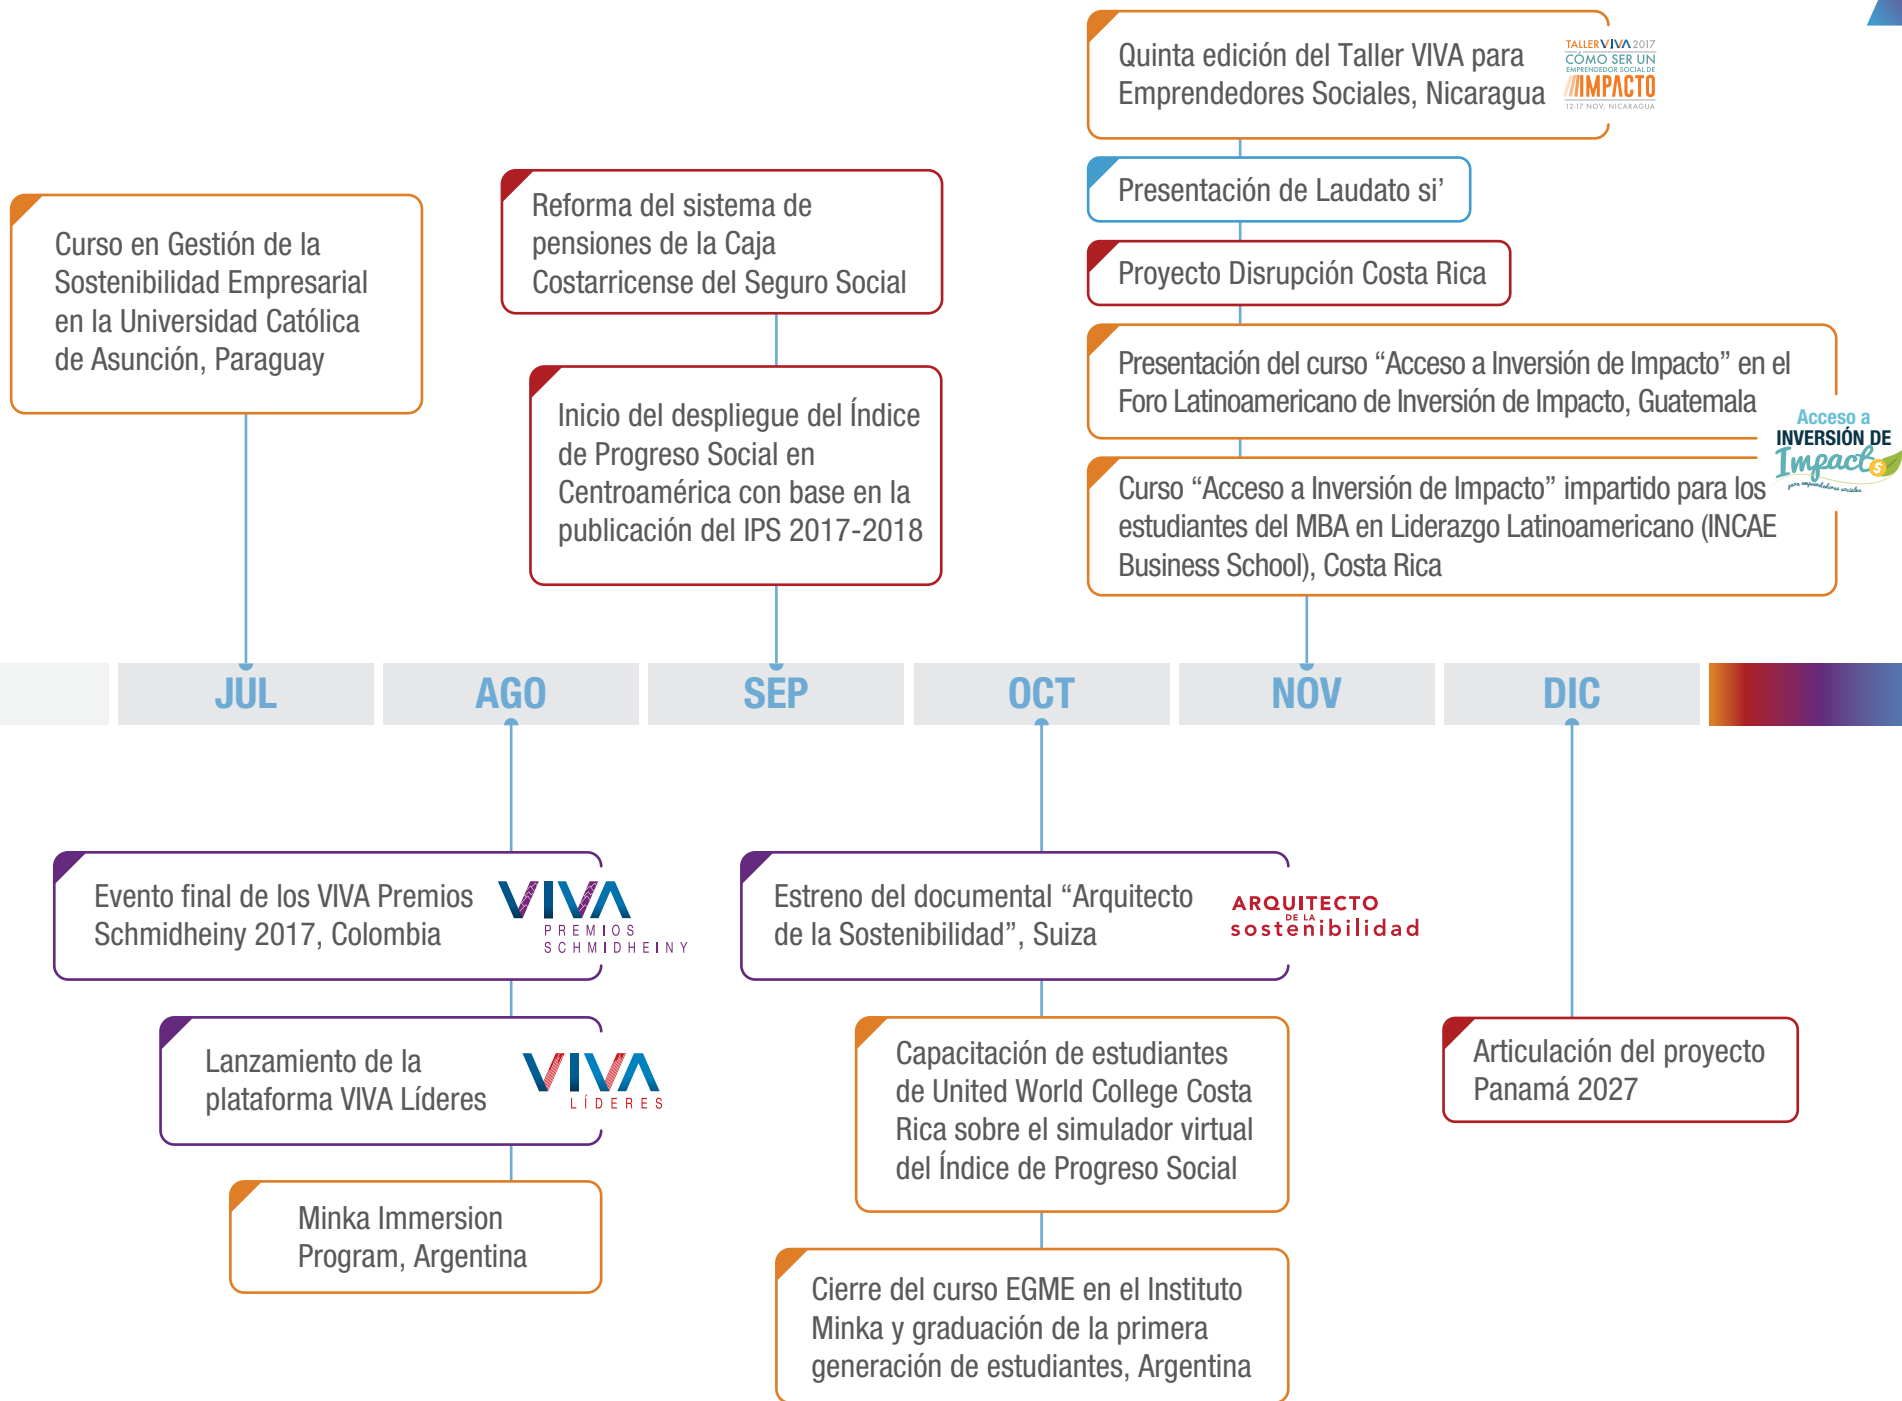 Quinta edición del Taller VIVA para
Emprendedores Sociales, Nicaragua
TALLER VIVA 2017
CÓMO SER UN
EMPRENDEDOR SOCIAL DE
IMPACTO
12-17 NOV, NICARAGUA
Presentación de Laudato si’
Proyecto Disrupción Costa Rica
Presentación del curso “Acceso a Inversión de Impacto” en el
Foro Latinoamericano de Inversión de Impacto, Guatemala
Acceso a
INVERSIÓN DE
Impacto
para emprendedores sociales
Curso “Acceso a Inversión de Impacto” impartido para los
estudiantes del MBA en Liderazgo Latinoamericano (INCAE
Business School), Costa Rica
Reforma del sistema de
pensiones de la Caja
Costarricense del Seguro Social
Inicio del despliegue del Índice
de Progreso Social en
Centroamérica con base en la
publicación del IPS 2017-2018
Curso en Gestión de la
Sostenibilidad Empresarial
en la Universidad Católica
de Asunción, Paraguay
JUL
AGO
SEP
OCT
NOV
DIC
Evento final de los VIVA Premios
Schmidheiny 2017, Colombia
VIVA
PREMIOS
SCHMIDHEINY
Lanzamiento de la
plataforma VIVA Líderes
VIVA
LÍDERES
Minka Immersion
Program, Argentina
Estreno del documental “Arquitecto
de la Sostenibilidad”, Suiza
ARQUITECTO
DE LA
sostenibilidad
Capacitación de estudiantes
de United World College Costa
Rica sobre el simulador virtual
del Índice de Progreso Social
Cierre del curso EGME en el Instituto
Minka y graduación de la primera
generación de estudiantes, Argentina
Articulación del proyecto
Panamá 2027